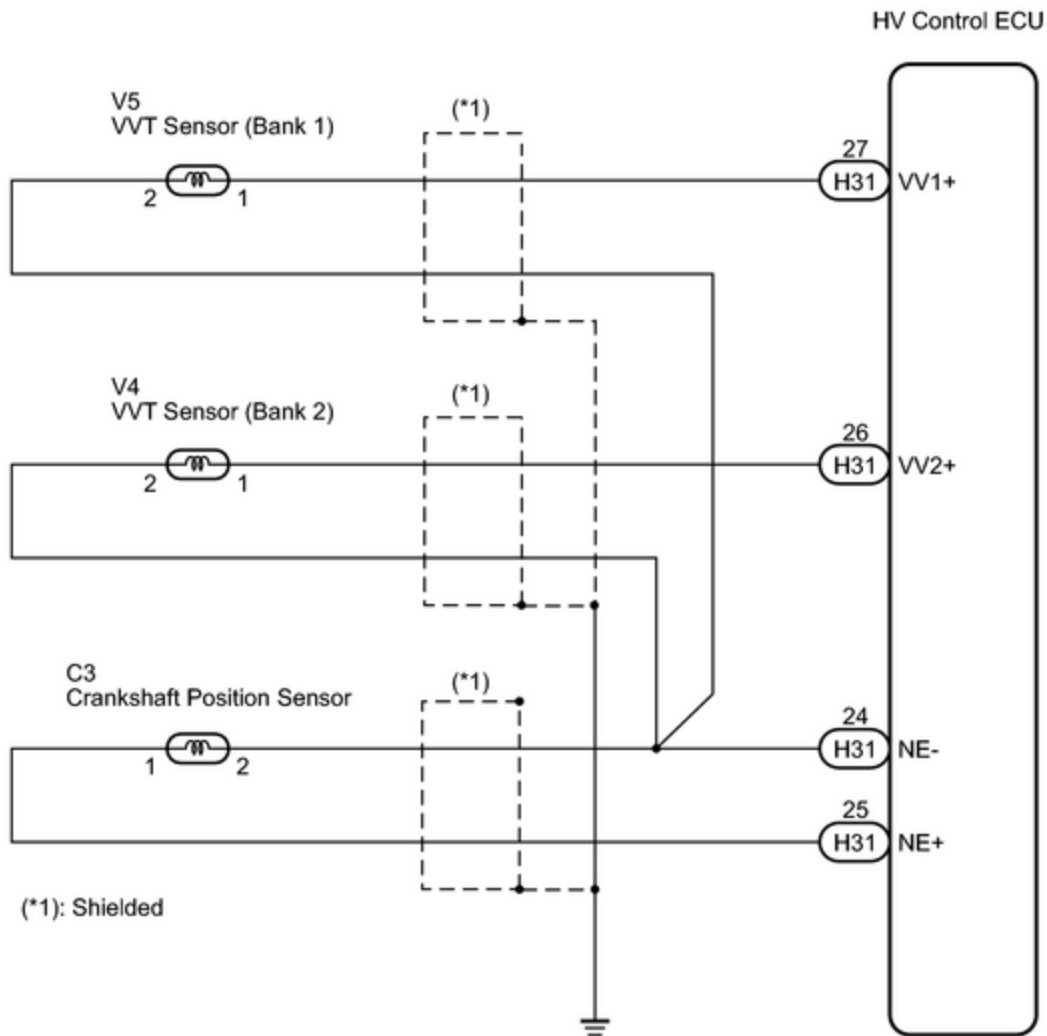 HV Control ECU
V5
VVT Sensor (Bank 1)
(*1)
2
1
27
H31
VV1+
V4
VVT Sensor (Bank 2)
(*1)
2
1
26
H31
VV2+
C3
Crankshaft Position Sensor
(*1)
1
2
24
H31
NE-
25
H31
NE+
(*1): Shielded